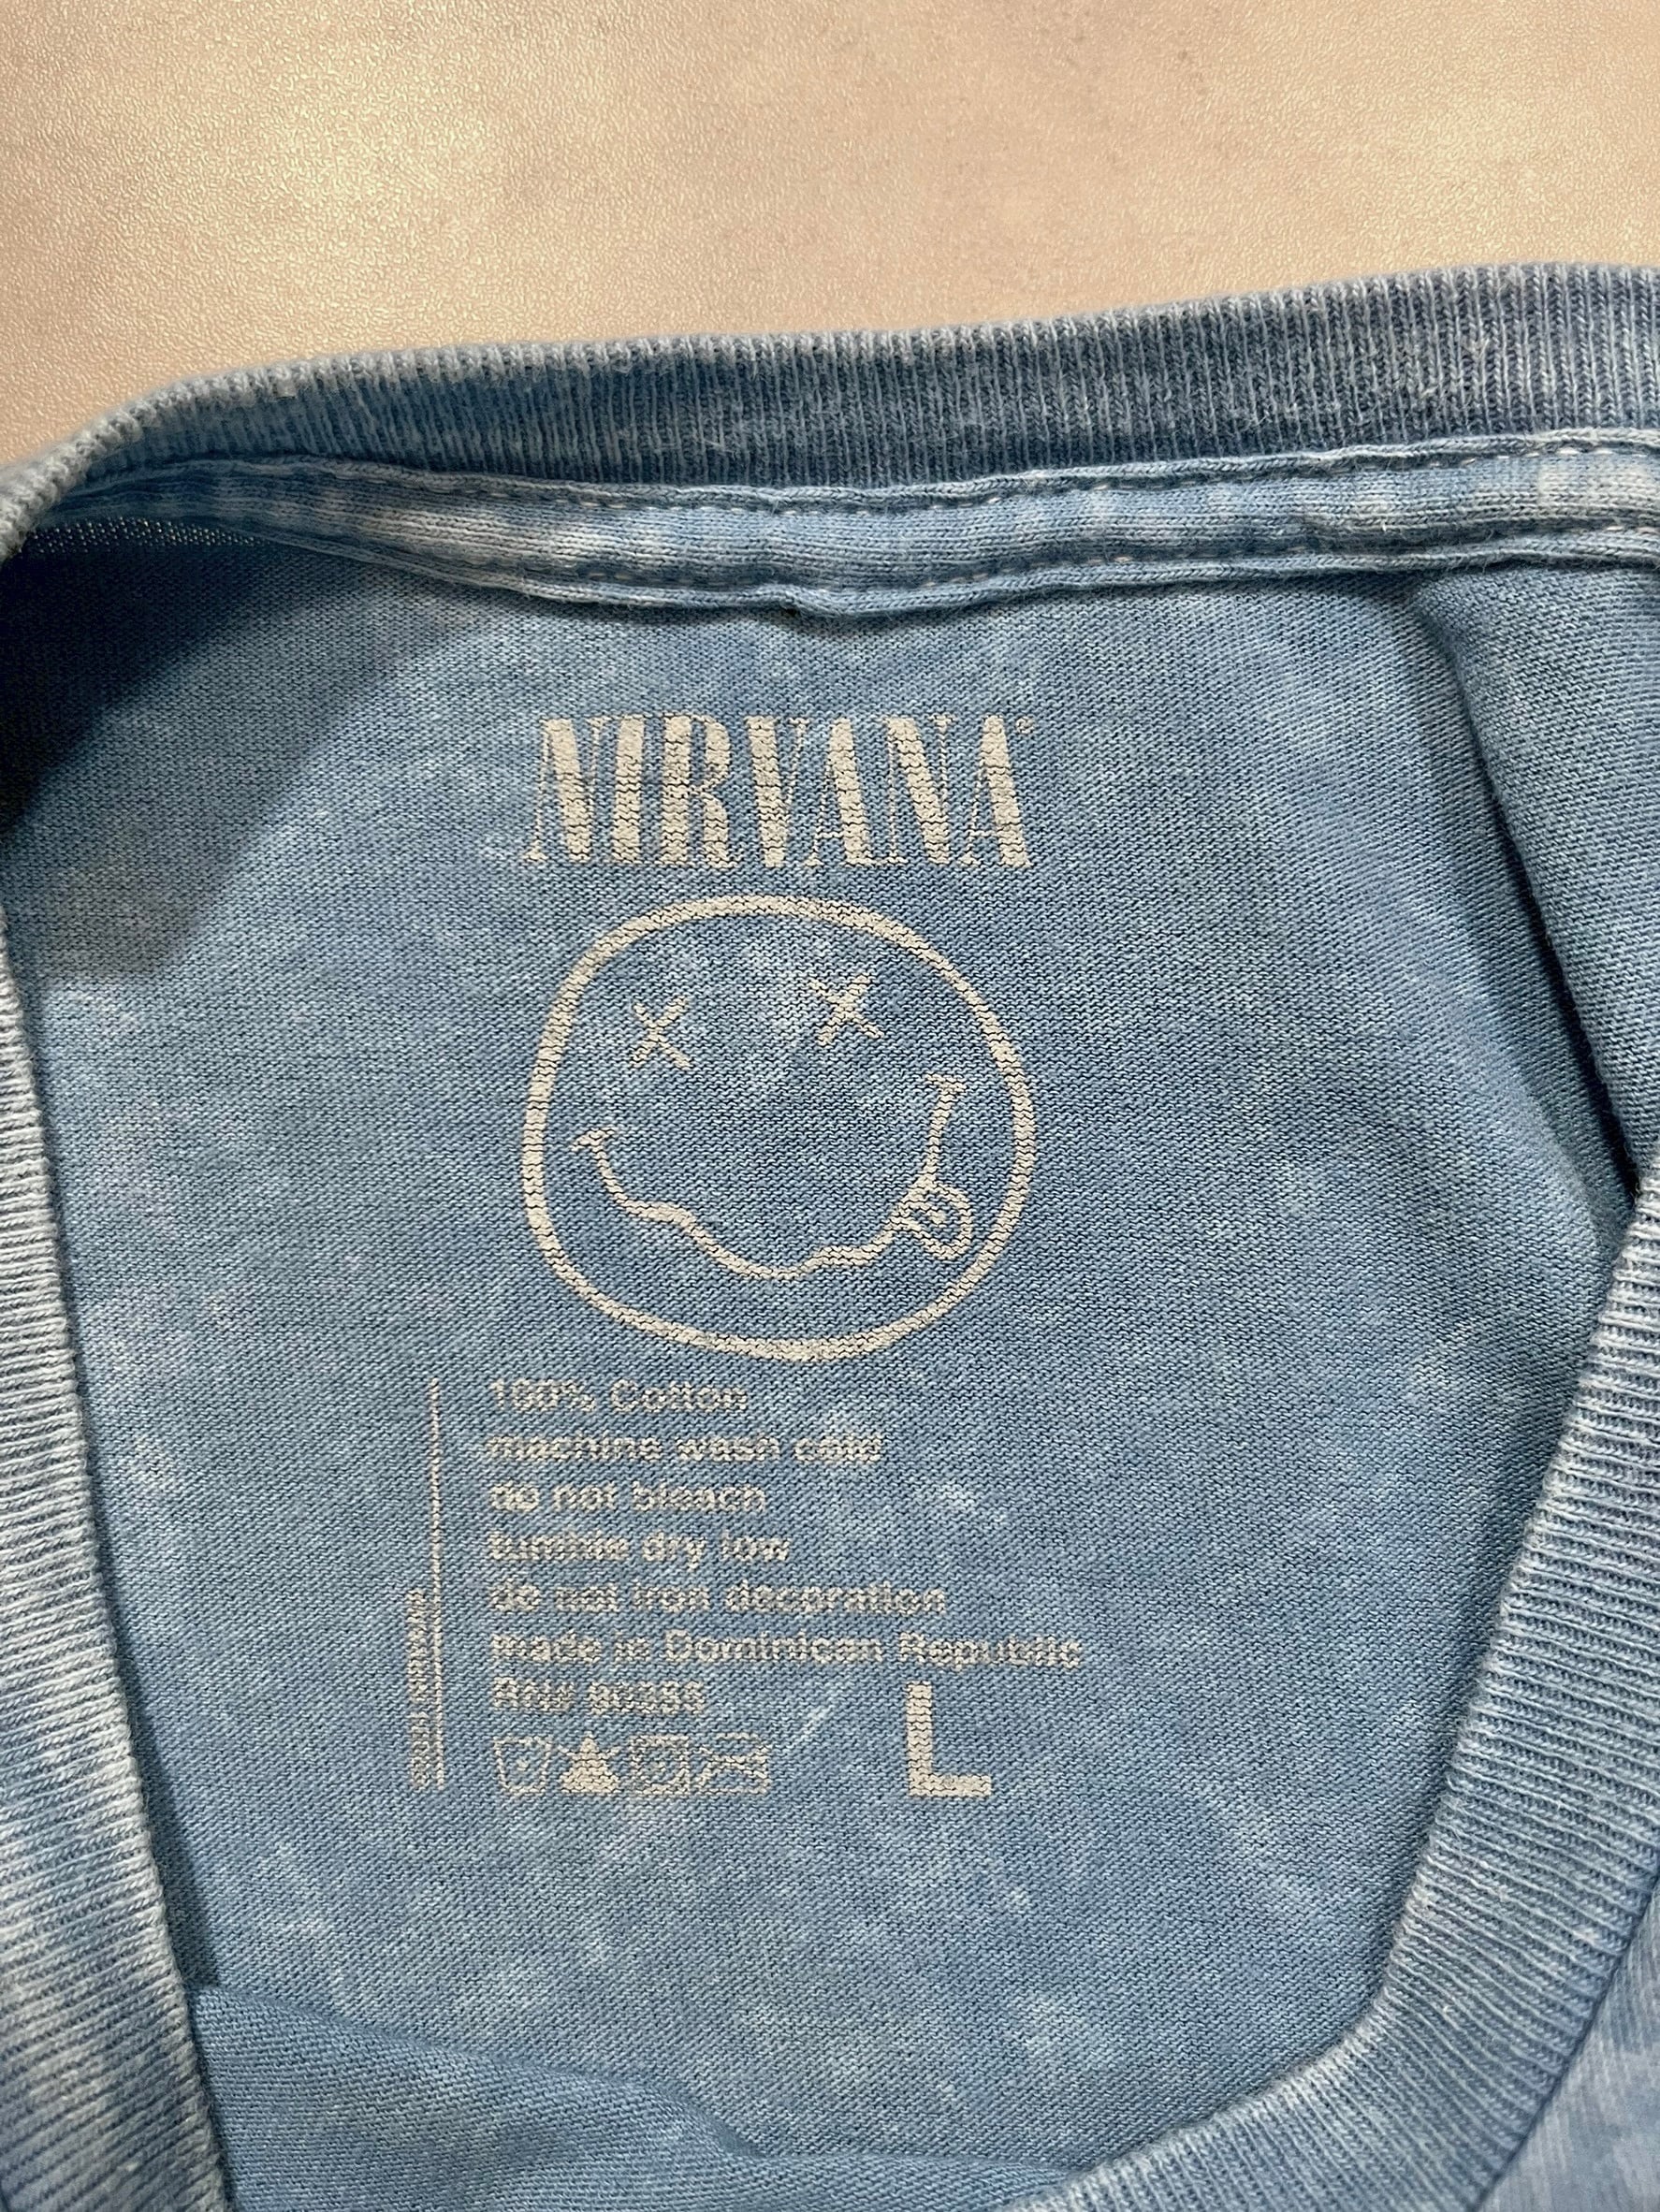 NIRVANA®
100% Cotton
machine wash cold
do not bleach
tumble dry low
do not iron decoration
made in Dominican Republic
RN#
L